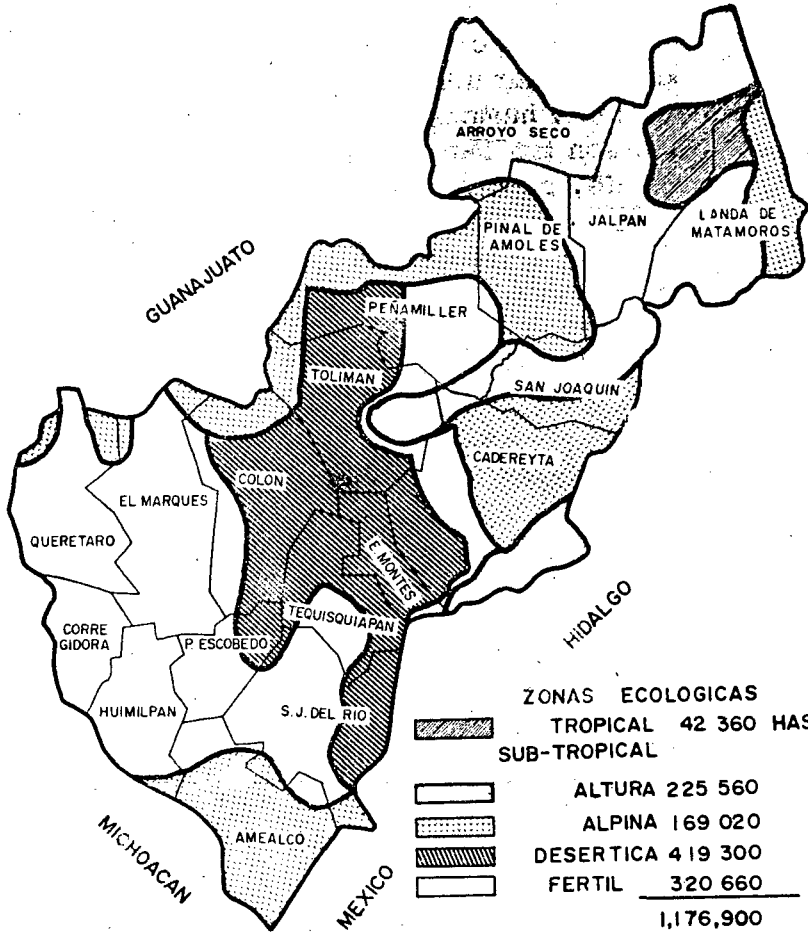 ARROYO SECO
PINAL DE
AMOLES
JALPAN
LANDA DE
MATAMOROS
GUANAJUATO
PEÑAMILLER
TOLIMAN
SAN JOAQUIN
CADEREYTA
COLON
EL MARQUES
QUERETARO
E. MONTES
TEQUISQUIAPAN
HIDALGO
CORRE
GIDORA
P. ESCOBEDO
HUIMILPAN
S.J. DEL RIO
AMEALCO
MICHOACAN
MEXICO
ZONAS ECOLOGICAS
TROPICAL 42 360 HAS
SUB-TROPICAL
ALTURA 225 560
ALPINA 169 020
DESERTICA 419 300
FERTIL 320 660
1,176,900